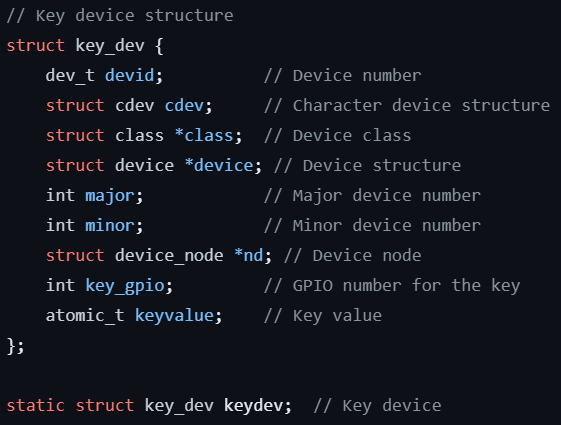 // Key device structure
struct key_dev {
    dev_t devid;          // Device number
    struct cdev cdev;     // Character device structure
    struct class *class;  // Device class
    struct device *device; // Device structure
    int major;            // Major device number
    int minor;            // Minor device number
    struct device_node *nd; // Device node
    int key_gpio;         // GPIO number for the key
    atomic_t keyvalue;    // Key value
};

static struct key_dev keydev;  // Key device